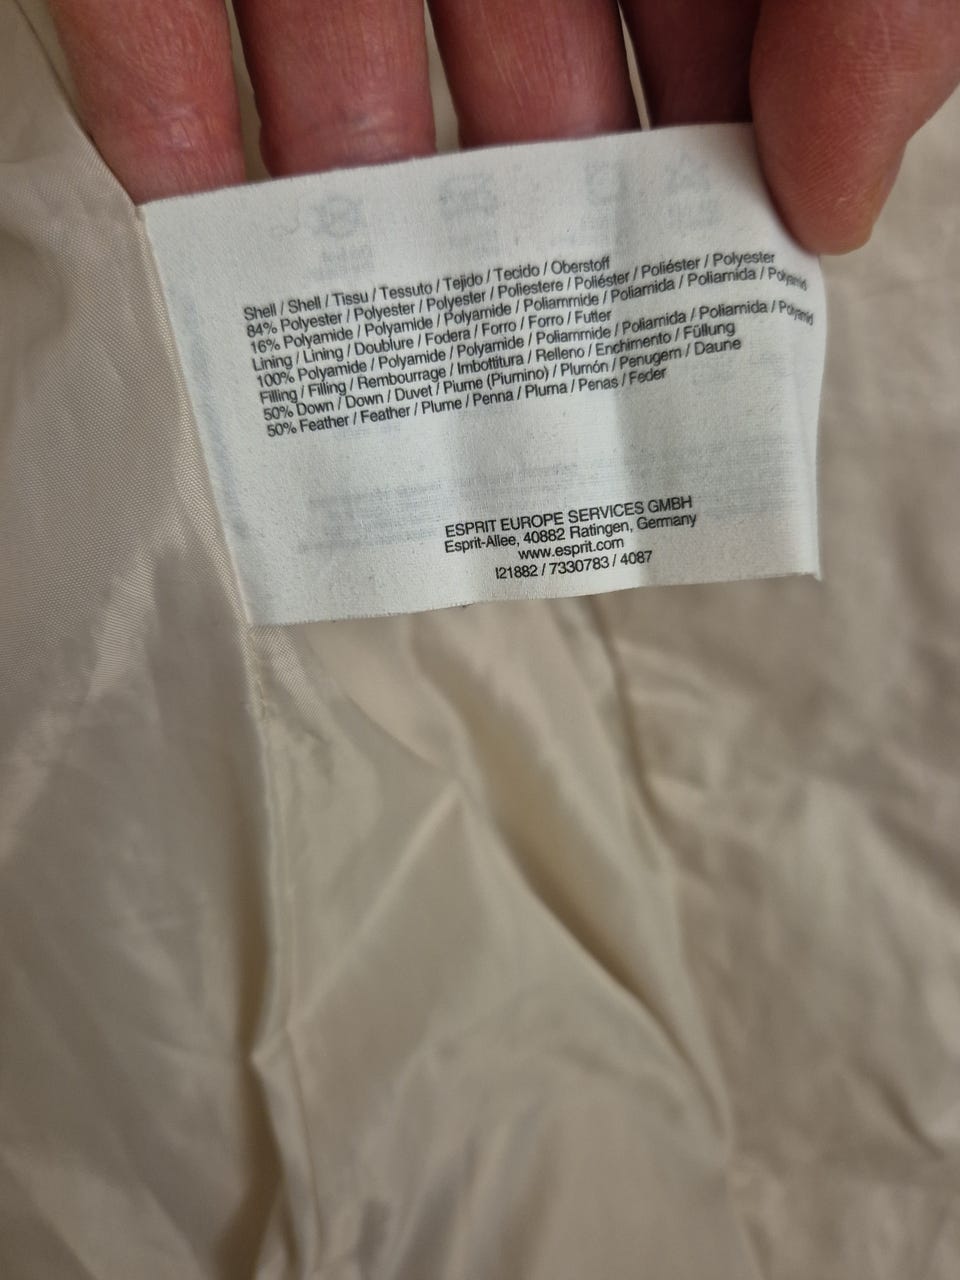 Shell / Shell / Tissu / Tessuto / Tejido / Tecido / Oberstoff
84% Polyester / Polyester / Polyester / Poliestere / Poliéster / Poliéster / Polyester
16% Polyamide / Polyamide / Polyamide / Poliammide / Poliamida / Poliamida / Polyamid
Lining / Lining / Doublure / Fodera / Forro / Forro / Futter
100% Polyamide / Polyamide / Polyamide / Poliammide / Poliamida / Poliamida / Polyamid
Filling / Filling / Rembourrage / Imbottitura / Relleno / Enchimento / Füllung
50% Down / Down / Duvet / Piume (Piumino) / Plumón / Penugem / Daune
50% Feather / Feather / Plume / Penna / Pluma / Penas / Feder
ESPRIT EUROPE SERVICES GMBH
Esprit-Allee, 40882 Ratingen, Germany
www.esprit.com
I21882 / 7330783 / 4087